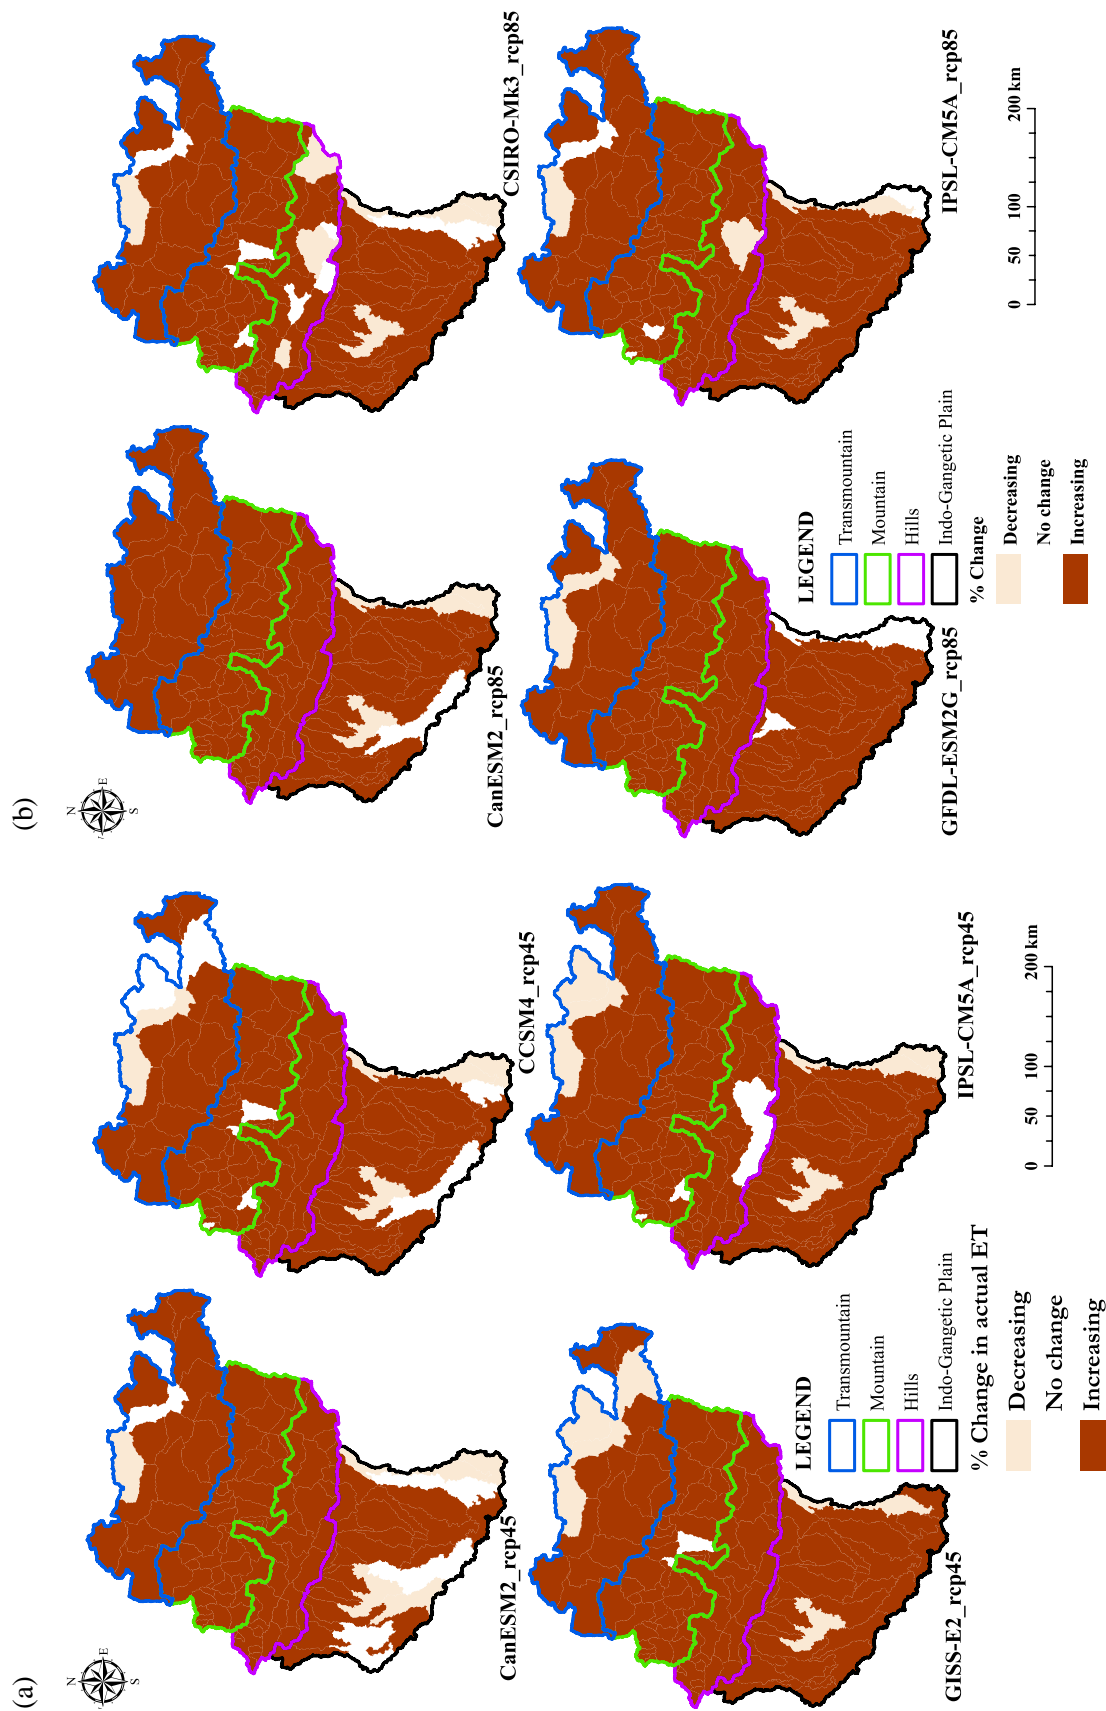 (a)
N
E
S
CanESM2_rcp45
CCSM4_rcp45
GISS-E2_rcp45
IPSL-CM5A_rcp45
LEGEND
Transmountain
Mountain
Hills
Indo-Gangetic Plain
% Change in actual ET
Decreasing
No change
Increasing
0 50 100 200 km
(b)
N
E
S
CanESM2_rcp85
CSIRO-Mk3_rcp85
GFDL-ESM2G_rcp85
IPSL-CM5A_rcp85
LEGEND
Transmountain
Mountain
Hills
Indo-Gangetic Plain
% Change
Decreasing
No change
Increasing
0 50 100 200 km